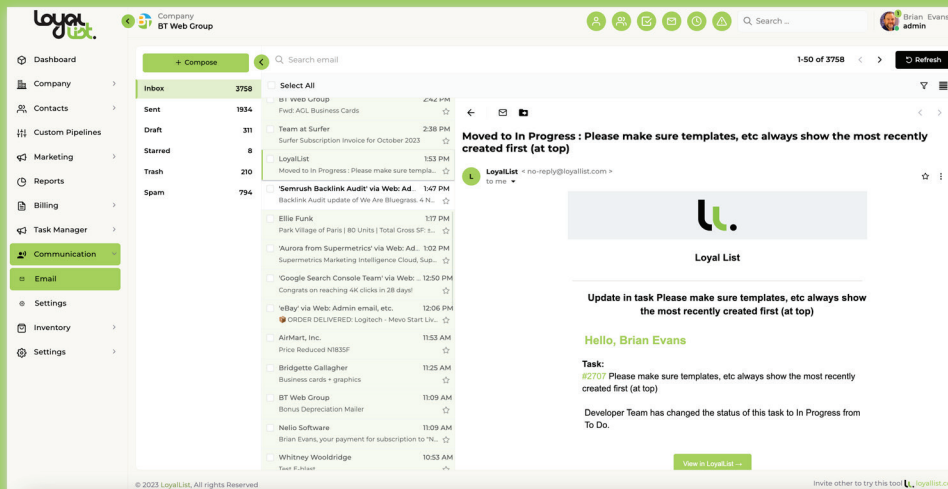 Loyal
list.
Company
BT Web Group
Search ...
1
Brian Evans
admin
Dashboard
Company
Contacts
Custom Pipelines
Marketing
Reports
Billing
Task Manager
Communication
Email
Settings
Inventory
Settings
+ Compose
Inbox 3758
Sent 1934
Draft 311
Starred 8
Trash 210
Spam 794
Search email
1-50 of 3758
Refresh
Select All
BT Web Group 2:42 PM
Fwd: AGL Business Cards
Team at Surfer 2:38 PM
Surfer Subscription Invoice for October 2023
LoyalList 1:53 PM
Moved to In Progress : Please make sure templa...
'Semrush Backlink Audit' via Web: Ad... 1:47 PM
Backlink Audit update of We Are Bluegrass. 4 N...
Ellie Funk 1:17 PM
Park Village of Paris | 80 Units | Total Gross SF: ±...
'Aurora from Supermetrics' via Web: Ad... 1:02 PM
Supermetrics Marketing Intelligence Cloud, Sup...
'Google Search Console Team' via Web: ... 12:50 PM
Congrats on reaching 4K clicks in 28 days!
'eBay' via Web: Admin email, etc. 12:06 PM
📦 ORDER DELIVERED: Logitech - Mevo Start Liv...
AirMart, Inc. 11:53 AM
Price Reduced N1835F
Bridgette Gallagher 11:25 AM
Business cards + graphics
BT Web Group 11:09 AM
Bonus Depreciation Mailer
Nelio Software 11:09 AM
Brian Evans, your payment for subscription to "N...
Whitney Wooldridge 10:53 AM
Test E-blast
Moved to In Progress : Please make sure templates, etc always show the most recently
created first (at top)
L
LoyalList < no-reply@loyallist.com >
to me
LL.
Loyal List
Update in task Please make sure templates, etc always show
the most recently created first (at top)
Hello, Brian Evans
Task:
#2707 Please make sure templates, etc always show the most recently
created first (at top)
Developer Team has changed the status of this task to In Progress from
To Do.
View in LoyalList →
© 2023 LoyalList, All rights Reserved
Invite other to try this tool LL. loyallist.co